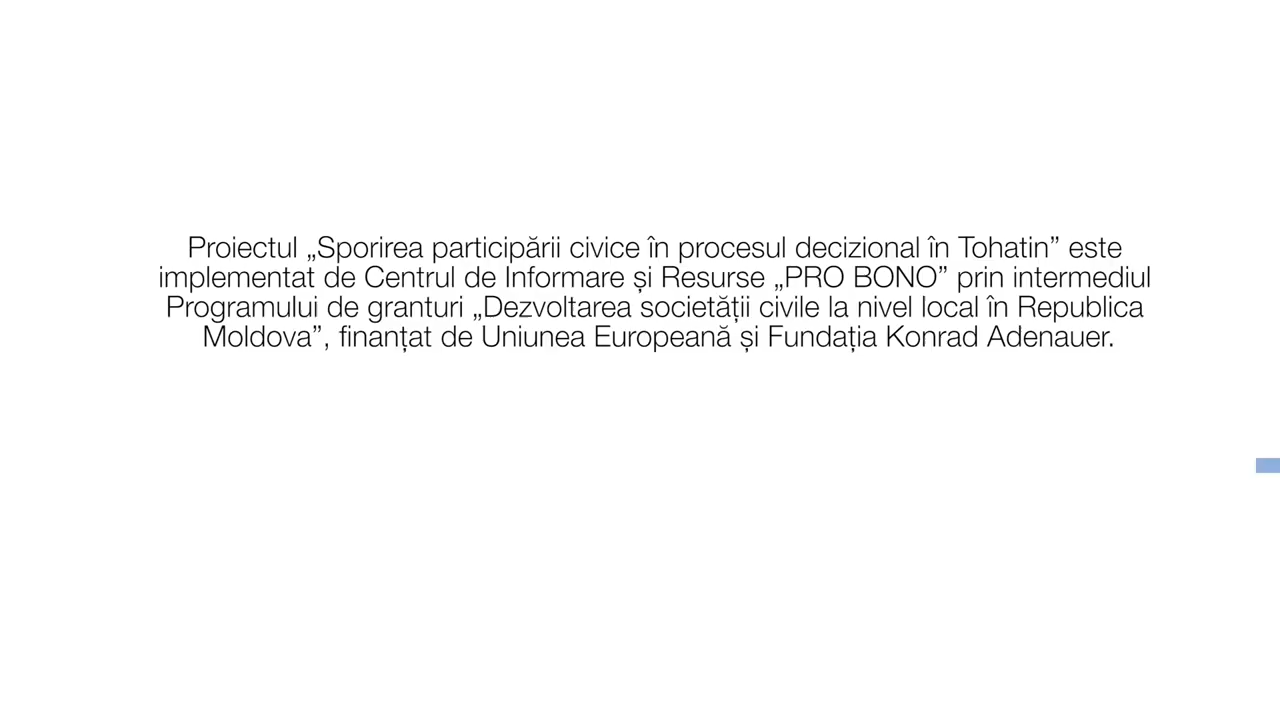 Proiectul „Sporirea participării civice în procesul decizional în Tohatin” este
implementat de Centrul de Informare și Resurse „PRO BONO” prin intermediul
Programului de granturi „Dezvoltarea societății civile la nivel local în Republica
Moldova”, finanțat de Uniunea Europeană și Fundația Konrad Adenauer.